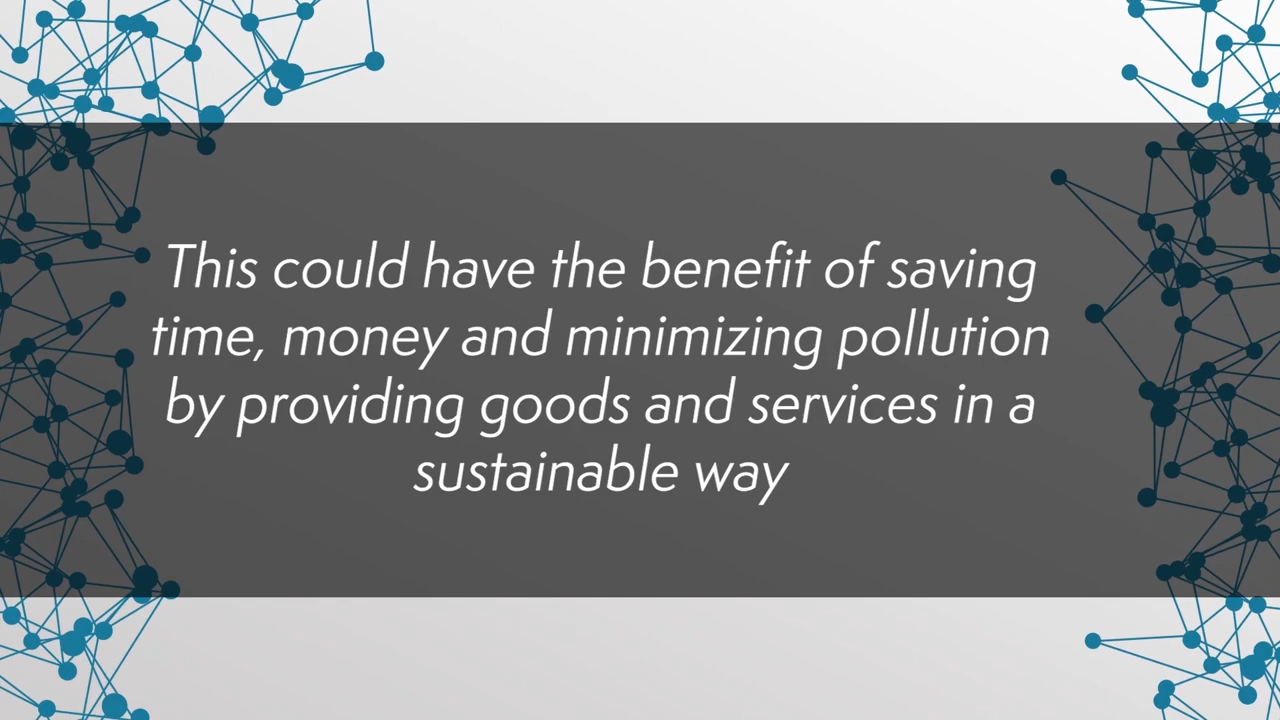 This could have the benefit of saving
time, money and minimizing pollution
by providing goods and services in a
sustainable way